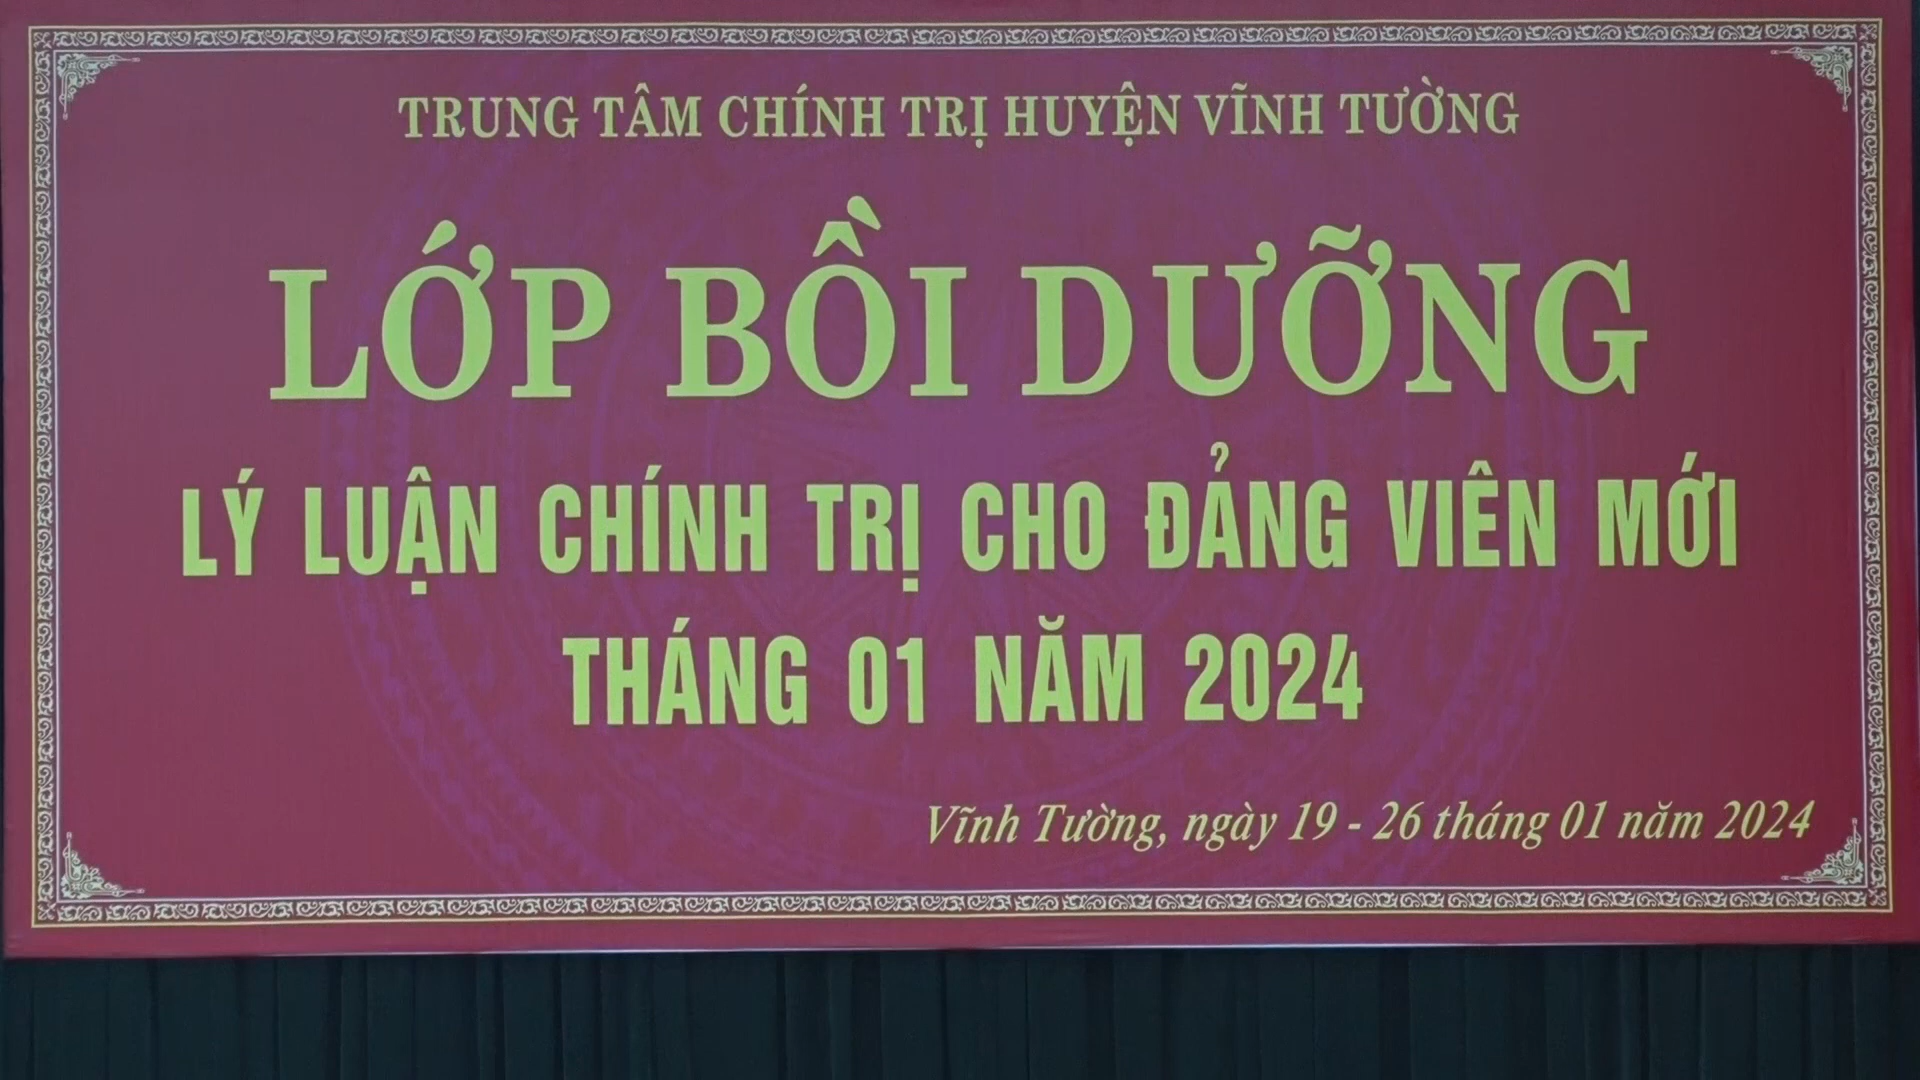 TRUNG TÂM CHÍNH TRỊ HUYỆN VĨNH TƯỜNG
LỚP BỒI DƯỠNG
LÝ LUẬN CHÍNH TRỊ CHO ĐẢNG VIÊN MỚI
THÁNG 01 NĂM 2024
Vĩnh Tường, ngày 19 - 26 tháng 01 năm 2024